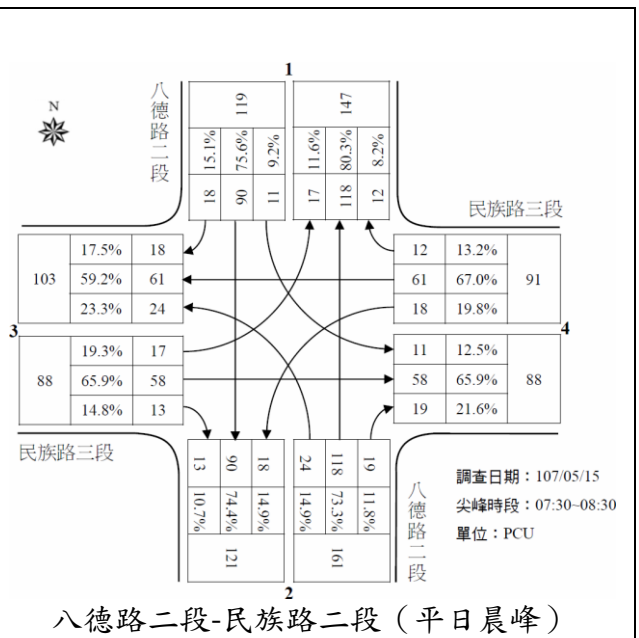 1
N
八德路二段
119
15.1% 75.6% 9.2%
18 90 11
147
11.6% 80.3% 8.2%
17 118 12
民族路三段
103
17.5% 18
59.2% 61
23.3% 24
12 13.2%
61 67.0%
18 19.8%
91
3
4
88
19.3% 17
65.9% 58
14.8% 13
11 12.5%
58 65.9%
19 21.6%
88
民族路三段
13 90 18
10.7% 74.4% 14.9%
121
24 118 19
14.9% 73.3% 11.8%
161
八德路二段
調查日期：107/05/15
尖峰時段：07:30~08:30
單位：PCU
2
八德路二段-民族路二段（平日晨峰）